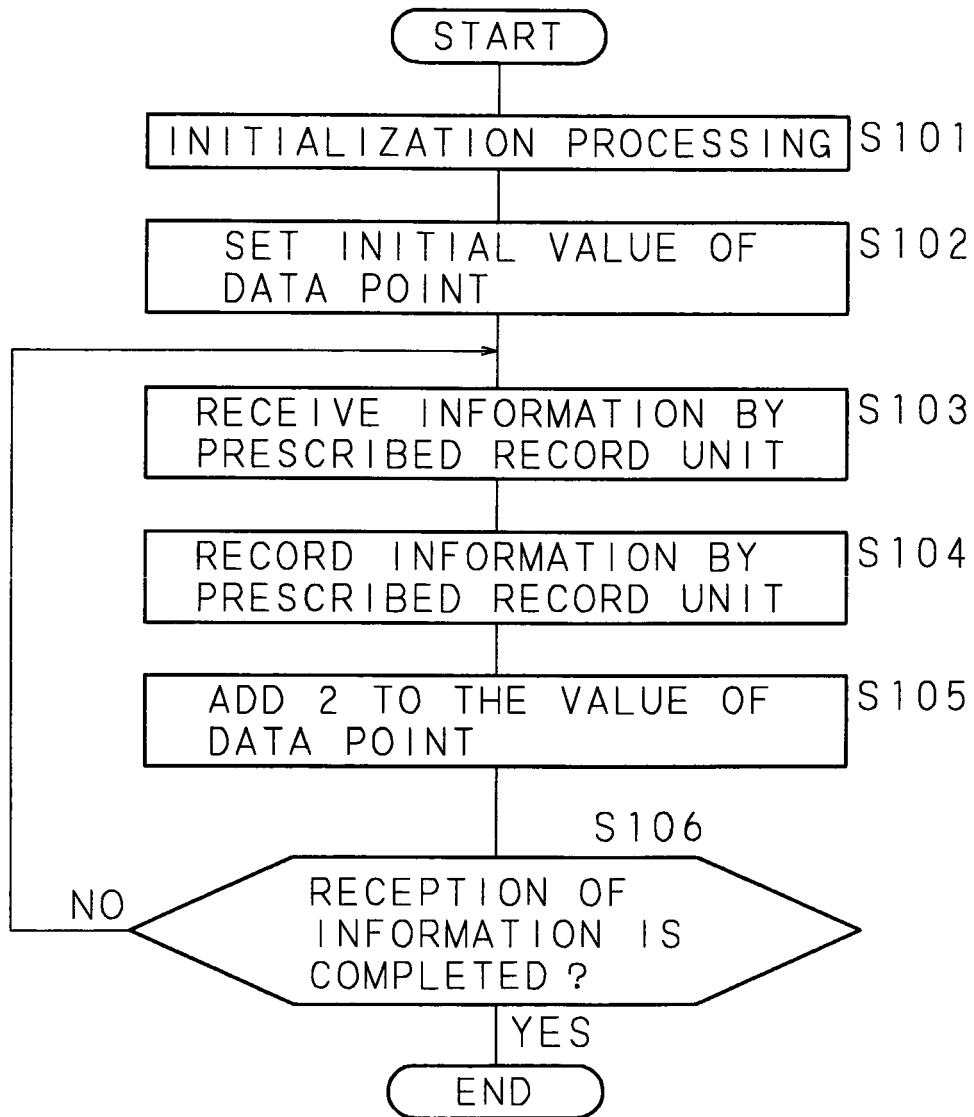 START
INITIALIZATION PROCESSING
S101
SET INITIAL VALUE OF
DATA POINT
S102
RECEIVE INFORMATION BY
PRESCRIBED RECORD UNIT
S103
RECORD INFORMATION BY
PRESCRIBED RECORD UNIT
S104
ADD 2 TO THE VALUE OF
DATA POINT
S105
S106
NO
RECEPTION OF
INFORMATION IS
COMPLETED ?
YES
END